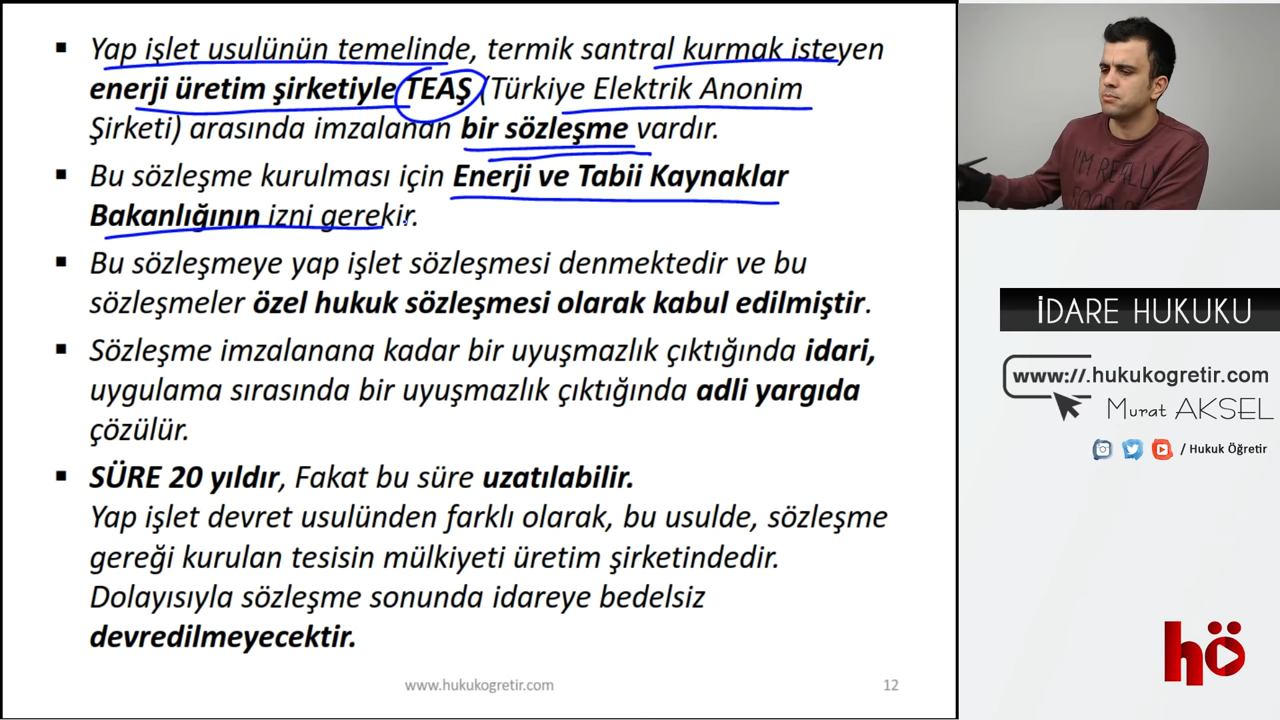 Yap işlet usulünün temelinde, termik santral kurmak isteyen
enerji üretim şirketiyle TEAŞ (Türkiye Elektrik Anonim
Şirketi) arasında imzalanan bir sözleşme vardır.
Bu sözleşme kurulması için Enerji ve Tabii Kaynaklar
Bakanlığının izni gerekir.
Bu sözleşmeye yap işlet sözleşmesi denmektedir ve bu
sözleşmeler özel hukuk sözleşmesi olarak kabul edilmiştir.
Sözleşme imzalanana kadar bir uyuşmazlık çıktığında idari,
uygulama sırasında bir uyuşmazlık çıktığında adli yargıda
çözülür.
SÜRE 20 yıldır, Fakat bu süre uzatılabilir.
Yap işlet devret usulünden farklı olarak, bu usulde, sözleşme
gereği kurulan tesisin mülkiyeti üretim şirketindedir.
Dolayısıyla sözleşme sonunda idareye bedelsiz
devredilmeyecektir.
www.hukukogretir.com
12
I'M REALLY
İDARE HUKUKU
www://.hukukogretir.com
Murat AKSEL
/ Hukuk Öğretir
hö